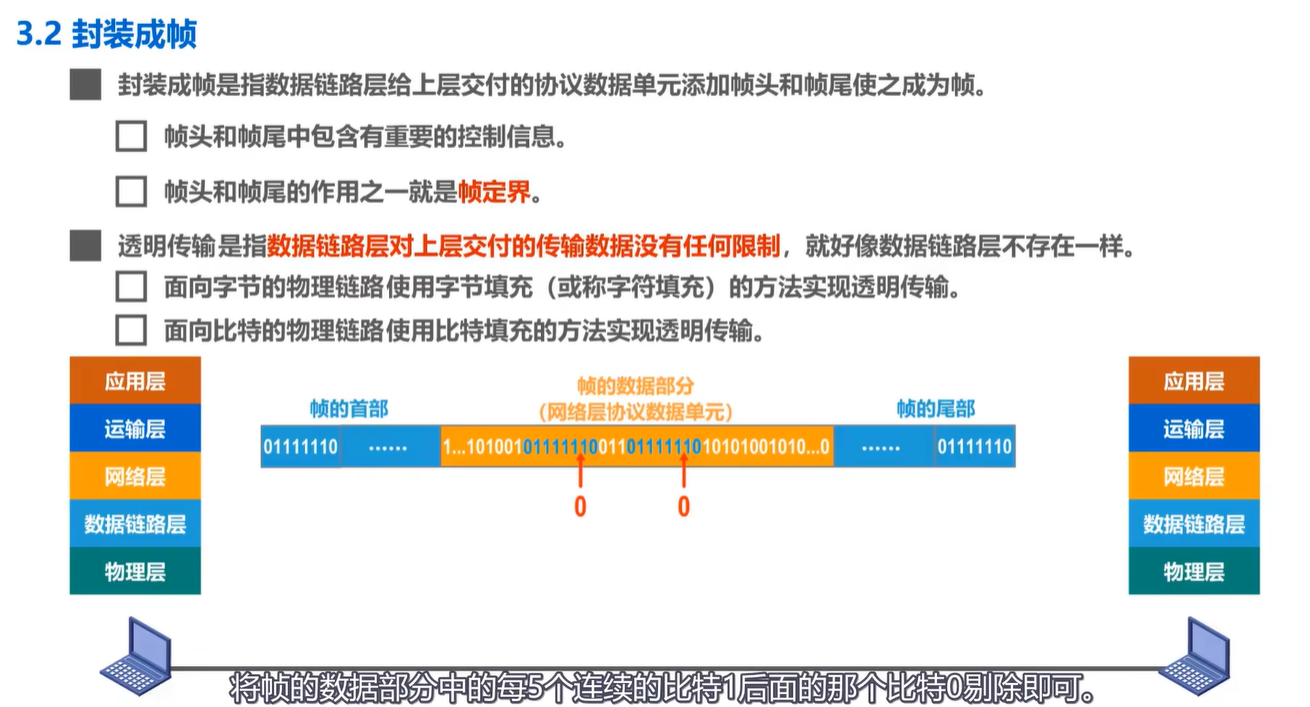 3.2 封装成帧
封装成帧是指数据链路层给上层交付的协议数据单元添加帧头和帧尾使之成为帧。
帧头和帧尾中包含有重要的控制信息。
帧头和帧尾的作用之一就是帧定界。
透明传输是指数据链路层对上层交付的传输数据没有任何限制，就好像数据链路层不存在一样。
面向字节的物理链路使用字节填充（或称字符填充）的方法实现透明传输。
面向比特的物理链路使用比特填充的方法实现透明传输。
应用层
运输层
网络层
数据链路层
物理层
帧的首部
帧的数据部分
（网络层协议数据单元）
帧的尾部
01111110 …… 1...101001011111100110111111010101001010...0 …… 01111110
0 0
应用层
运输层
网络层
数据链路层
物理层
将帧的数据部分中的每5个连续的比特1后面的那个比特0剔除即可。